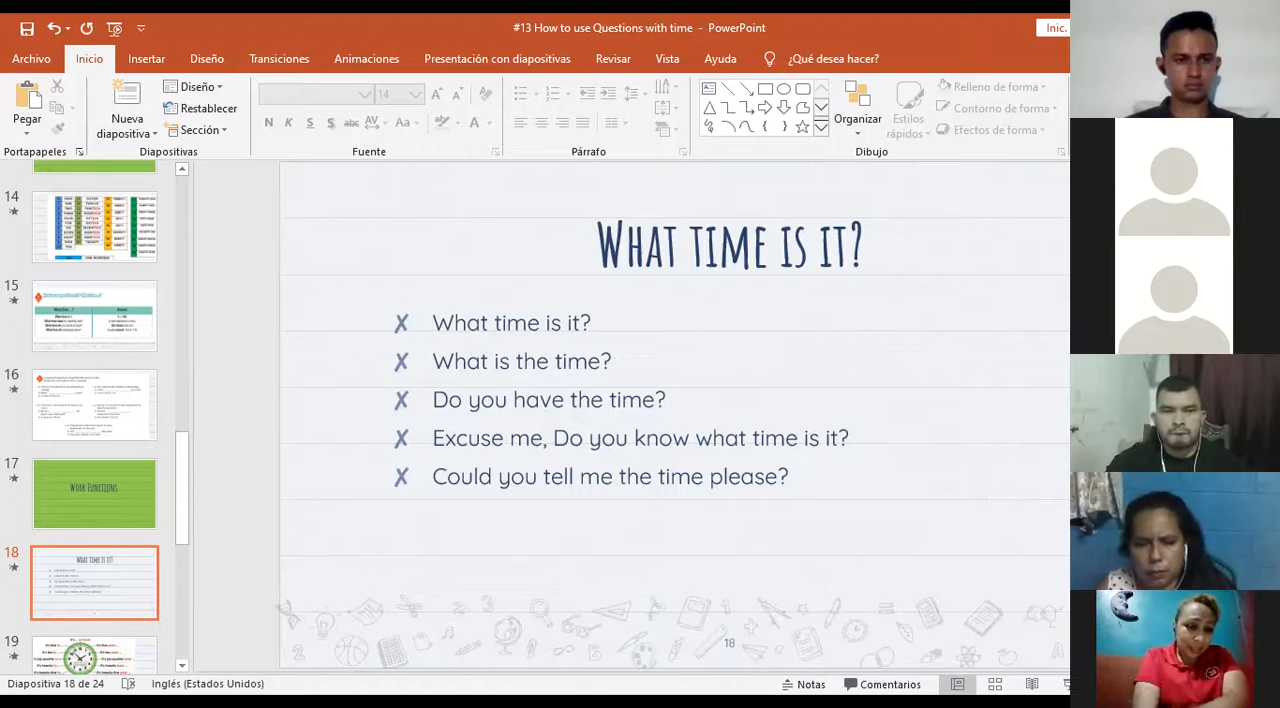 #13 How to use Questions with time - PowerPoint
Inic.
Archivo Inicio Insertar Diseño Transiciones Animaciones Presentación con diapositivas Revisar Vista Ayuda ¿Qué desea hacer?
Pegar
Nueva diapositiva
Diseño
Restablecer
Sección
14
N K S S abc AV Aa A
Organizar
Estilos rápidos
Relleno de forma
Contorno de forma
Efectos de forma
Portapapeles Diapositivas Fuente Párrafo Dibujo
14
15
16
17
WORK FUNCTIONS
18
WHAT TIME IS IT?
19
WHAT TIME IS IT?
✗ What time is it?
✗ What is the time?
✗ Do you have the time?
✗ Excuse me, Do you know what time is it?
✗ Could you tell me the time please?
18
Diapositiva 18 de 24 Inglés (Estados Unidos) Notas Comentarios